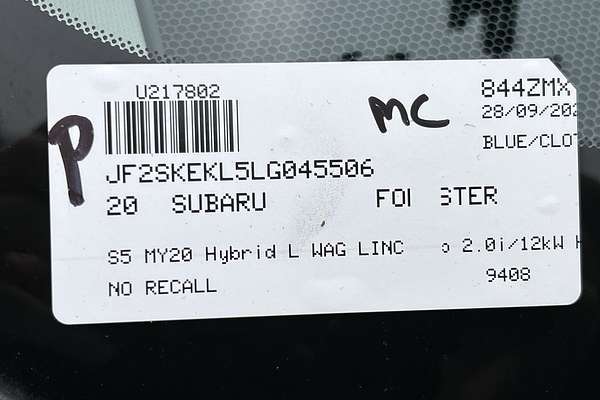 U217802
844ZMX
MC
28/09/202
P
BLUE/CLOT
JF2SKEKL5LG045506
20 SUBARU FO STER
S5 MY20 Hybrid L WAG LINC 2.0i/12kW H
NO RECALL 9408